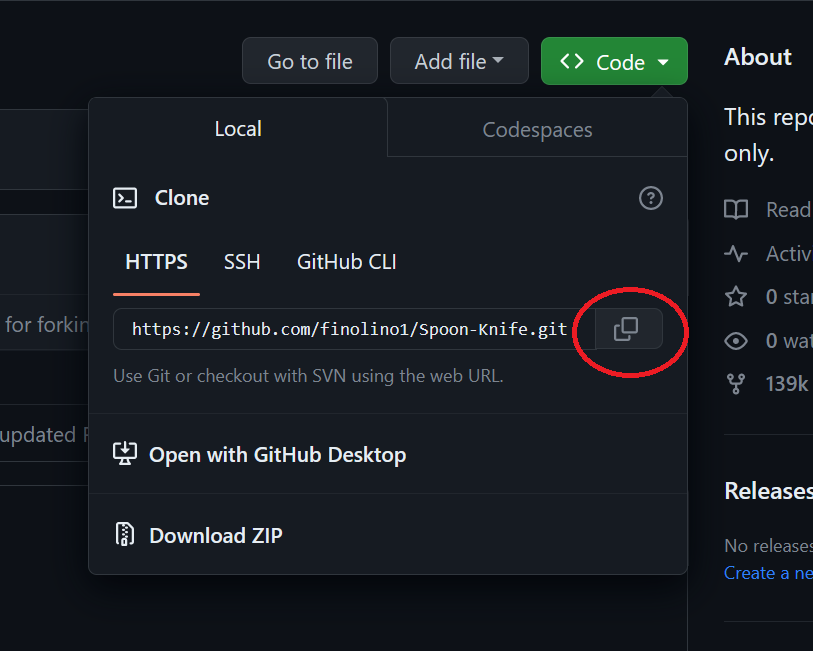 Go to file
Add file
Code
Local
Codespaces
Clone
HTTPS
SSH
GitHub CLI
https://github.com/finolino1/Spoon-Knife.git
Use Git or checkout with SVN using the web URL.
Open with GitHub Desktop
Download ZIP
for forkin
updated
About
This repo
only.
Read
Activ
0 star
0 wat
139k
Releases
No releases
Create a ne